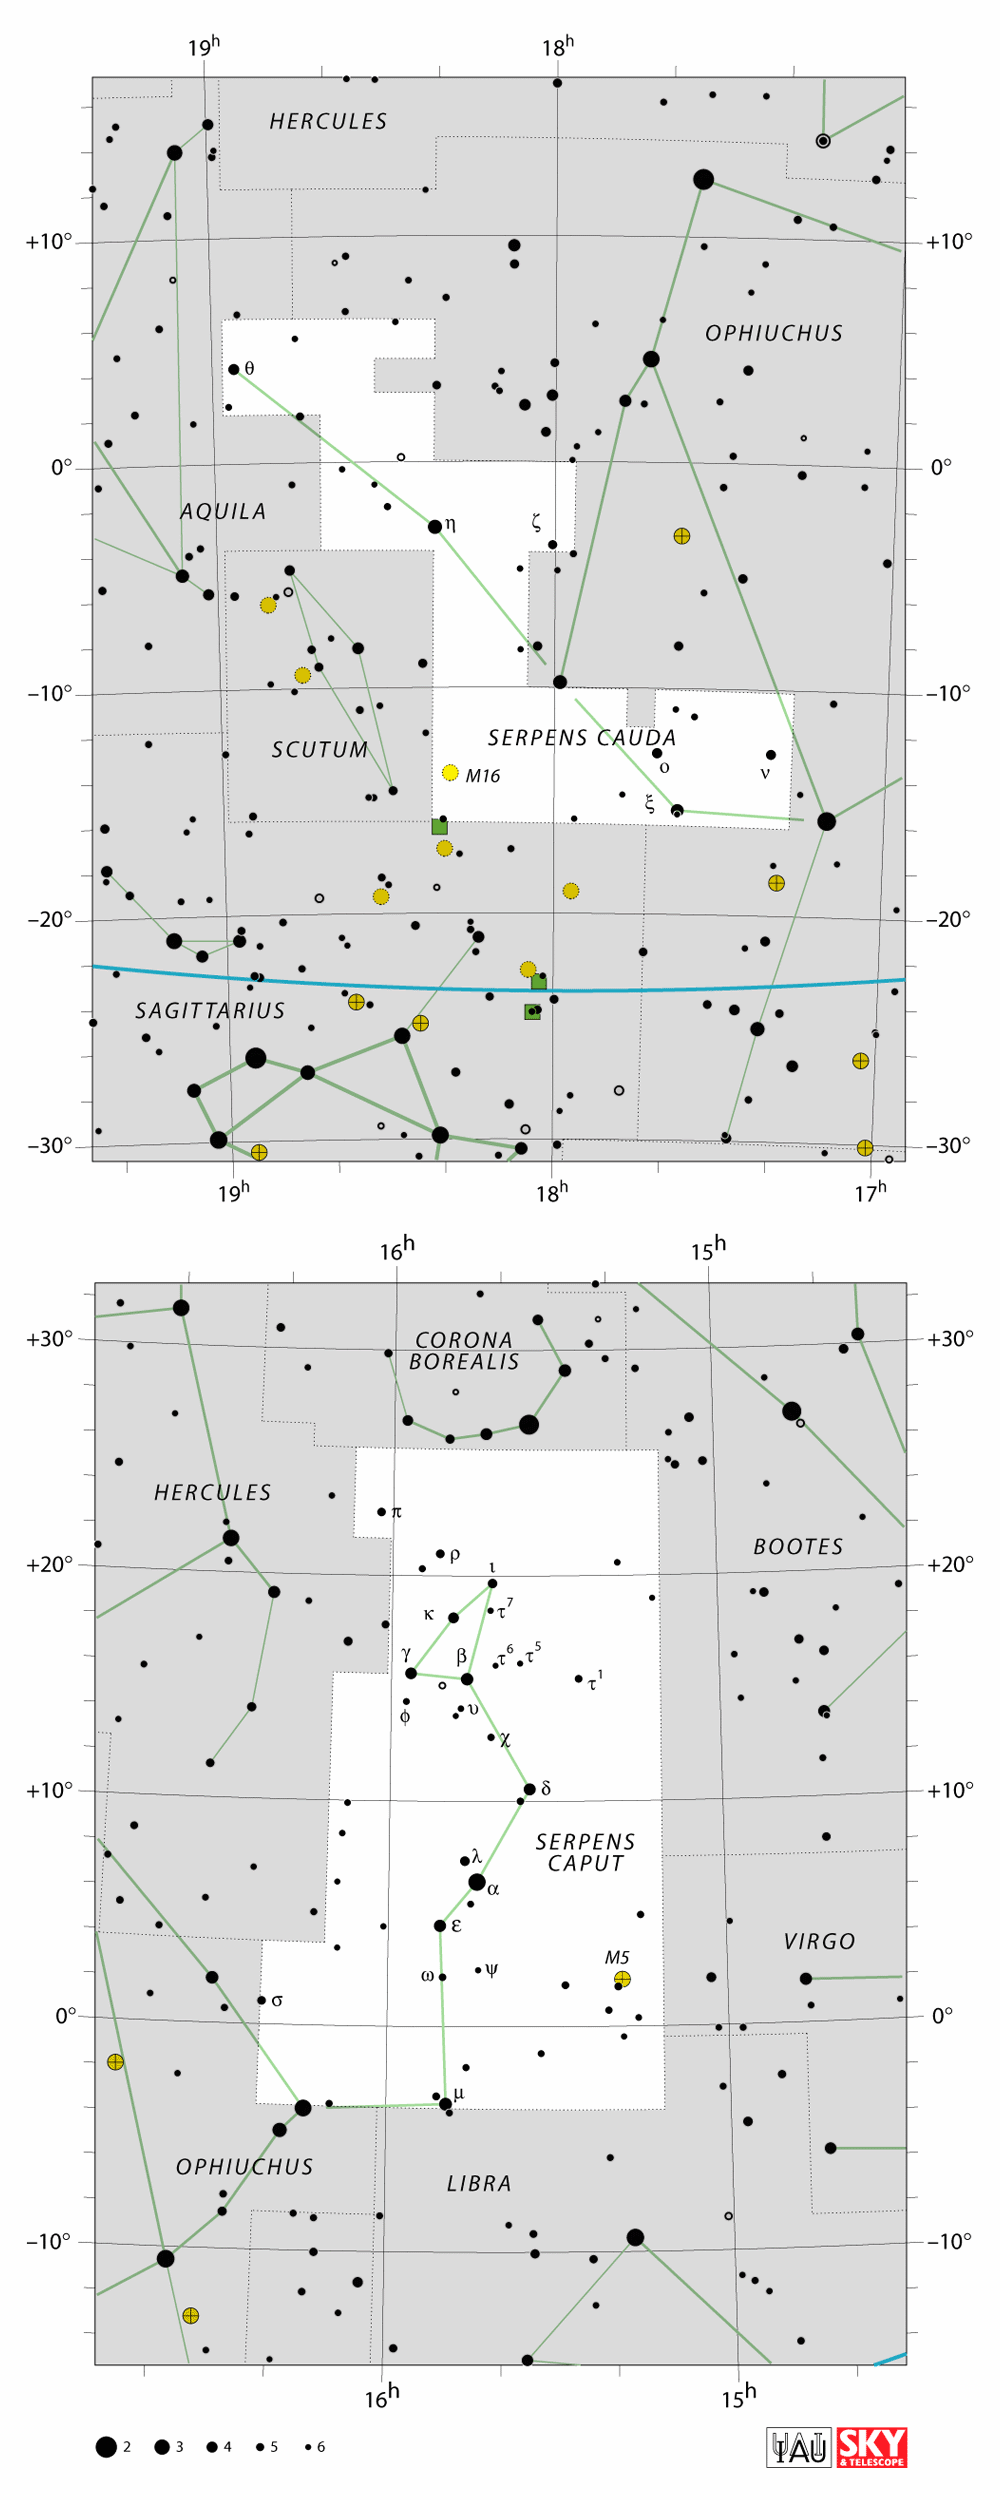 19h 18h
HERCULES
+10° +10°
OPHIUCHUS
θ
0° 0°
AQUILA
η ζ
−10° −10°
SERPENS CAUDA
SCUTUM
ο ν
M16
ξ
−20° −20°
SAGITTARIUS
−30° −30°
19h 18h 17h
16h 15h
+30° +30°
CORONA
BOREALIS
HERCULES
π
BOOTES
ρ
+20° +20°
ι
κ τ7
γ β τ6 τ5
τ1
ϕ υ
χ
+10° δ +10°
SERPENS
CAPUT
λ
α
ε
VIRGO
M5
ω ψ
σ
0° 0°
μ
OPHIUCHUS
LIBRA
−10° −10°
16h 15h
2 3 4 5 6
IAU
SKY
& TELESCOPE